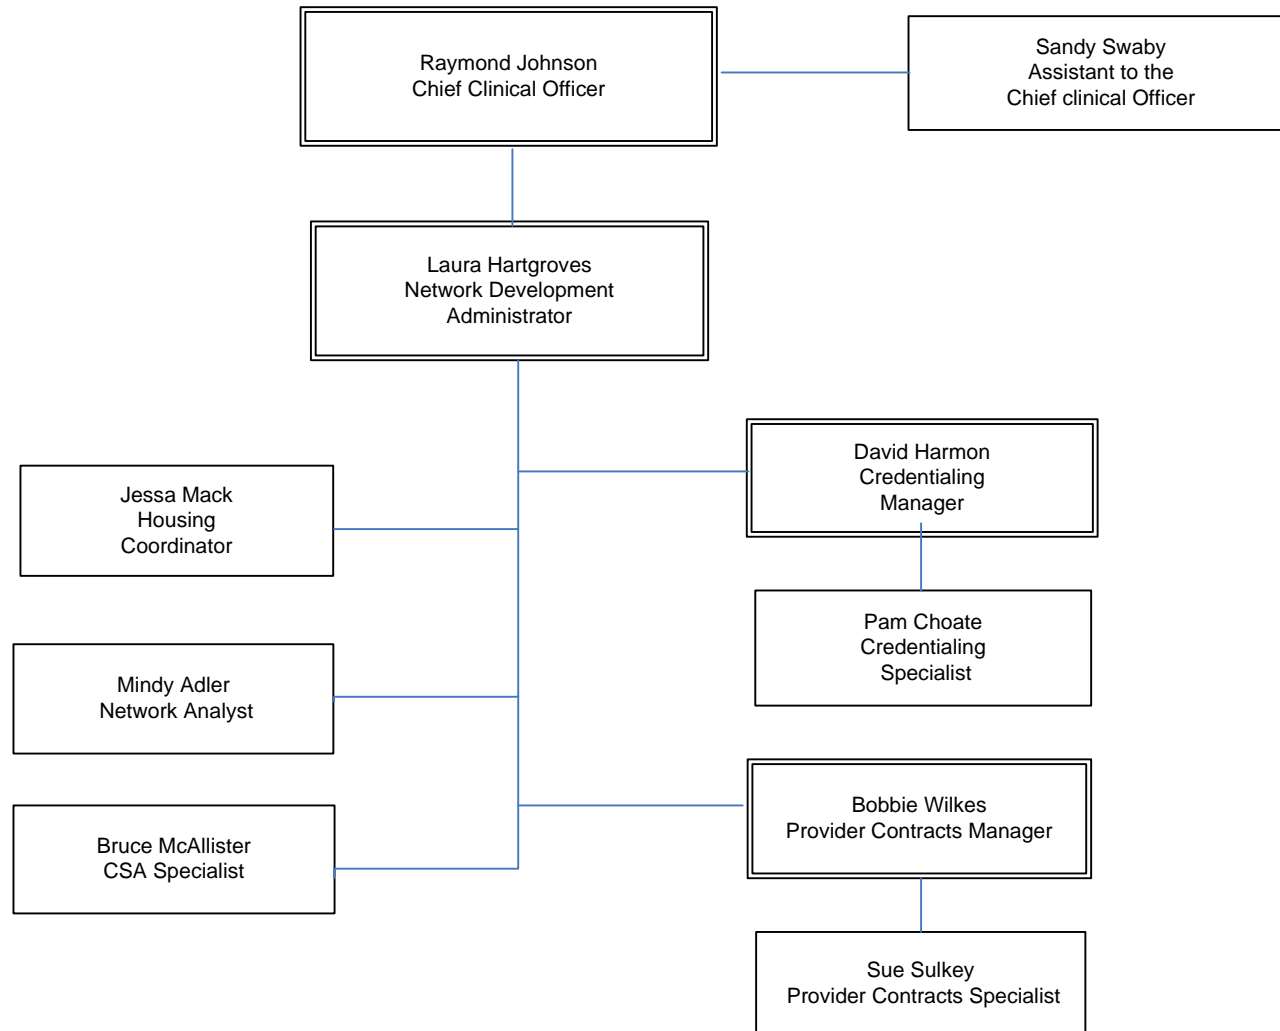 Raymond Johnson
Chief Clinical Officer
Sandy Swaby
Assistant to the
Chief clinical Officer
Laura Hartgroves
Network Development
Administrator
David Harmon
Credentialing
Manager
Jessa Mack
Housing
Coordinator
Pam Choate
Credentialing
Specialist
Mindy Adler
Network Analyst
Bobbie Wilkes
Provider Contracts Manager
Bruce McAllister
CSA Specialist
Sue Sulkey
Provider Contracts Specialist